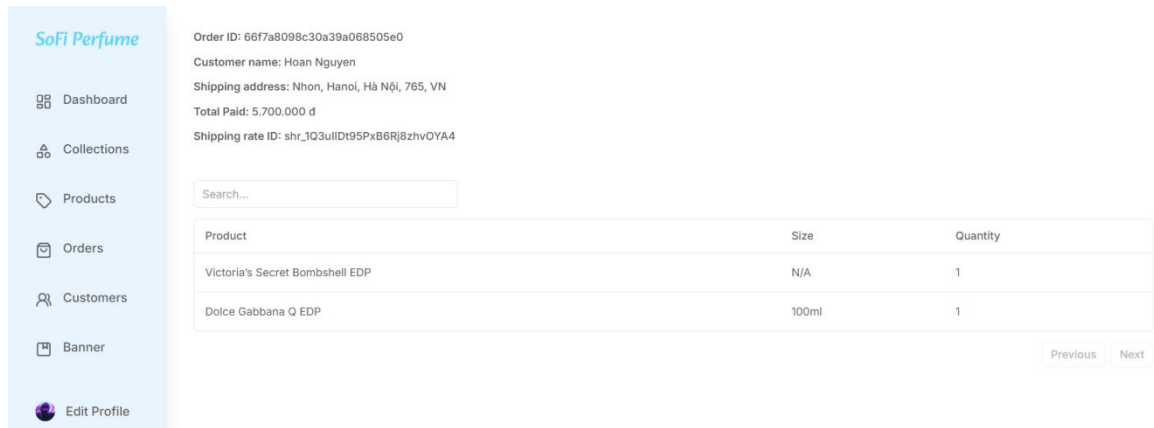 SoFi Perfume
Dashboard
Collections
Products
Orders
Customers
Banner
Edit Profile
Order ID: 66f7a8098c30a39a068505e0
Customer name: Hoan Nguyen
Shipping address: Nhon, Hanoi, Hà Nội, 765, VN
Total Paid: 5.700.000 đ
Shipping rate ID: shr_1Q3ulIDt95PxB6Rj8zhvOYA4
Search...
Product Size Quantity
Victoria's Secret Bombshell EDP N/A 1
Dolce Gabbana Q EDP 100ml 1
Previous Next